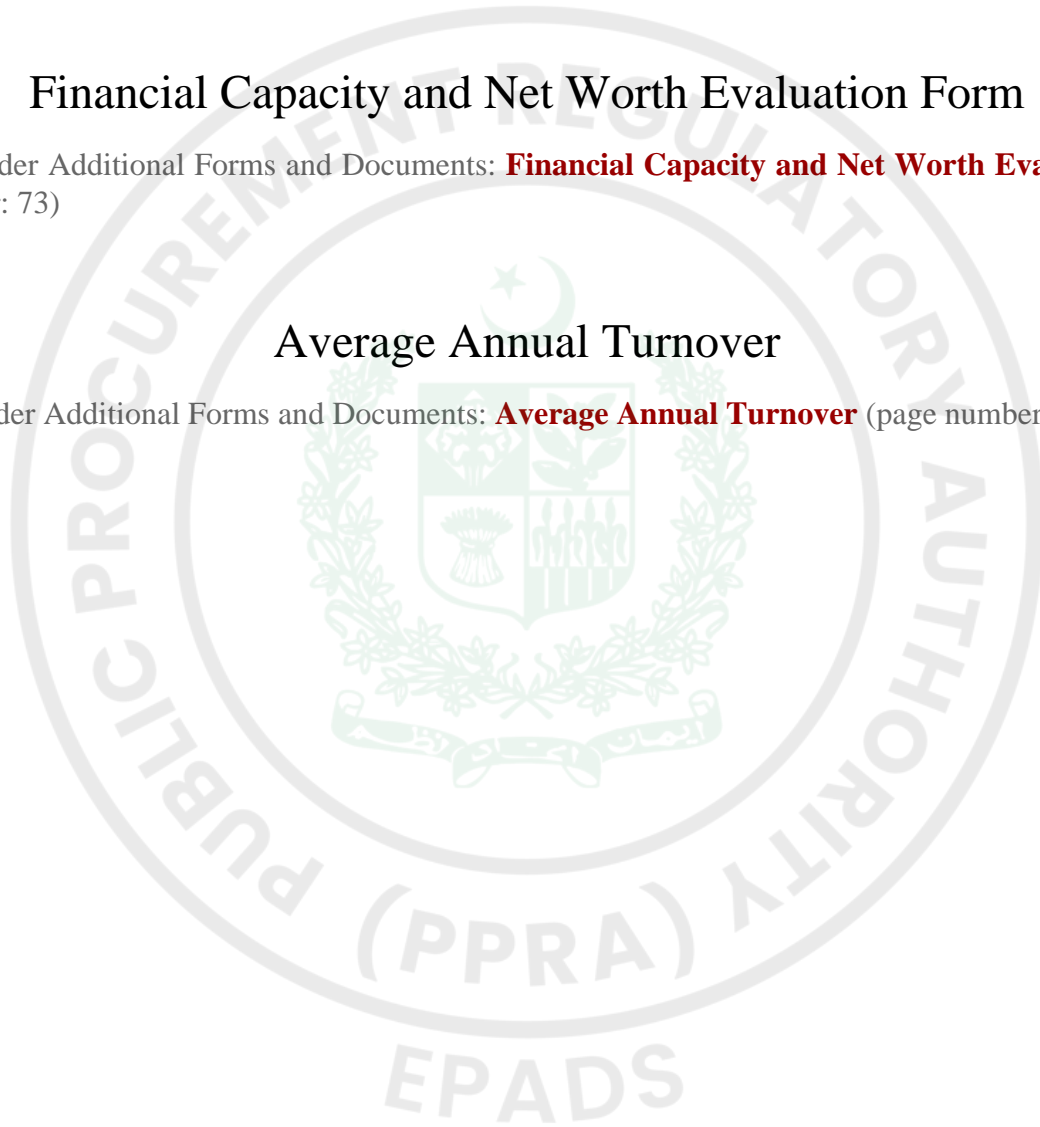 Financial Capacity and Net Worth Evaluation Form
der Additional Forms and Documents: Financial Capacity and Net Worth Eva
: 73)
Average Annual Turnover
der Additional Forms and Documents: Average Annual Turnover (page number
PUBLIC PROCUREMENT REGULATORY AUTHORITY
(PPRA)
EPADS